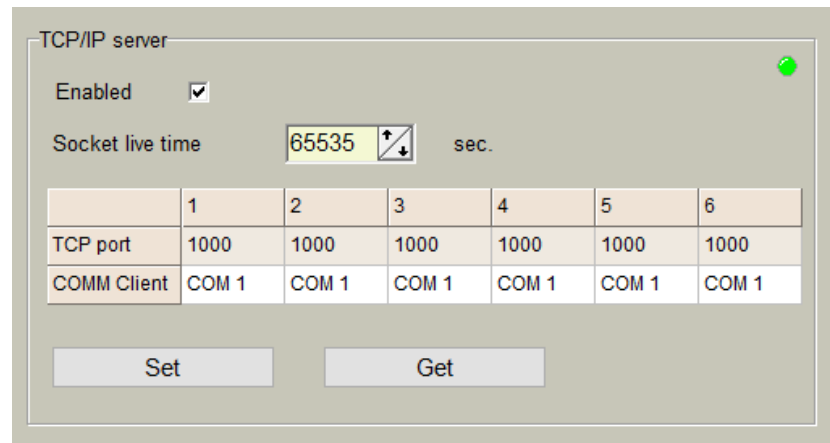 TCP/IP server
Enabled
Socket live time 65535 sec.
1 2 3 4 5 6
TCP port 1000 1000 1000 1000 1000 1000
COMM Client COM 1 COM 1 COM 1 COM 1 COM 1 COM 1
Set Get